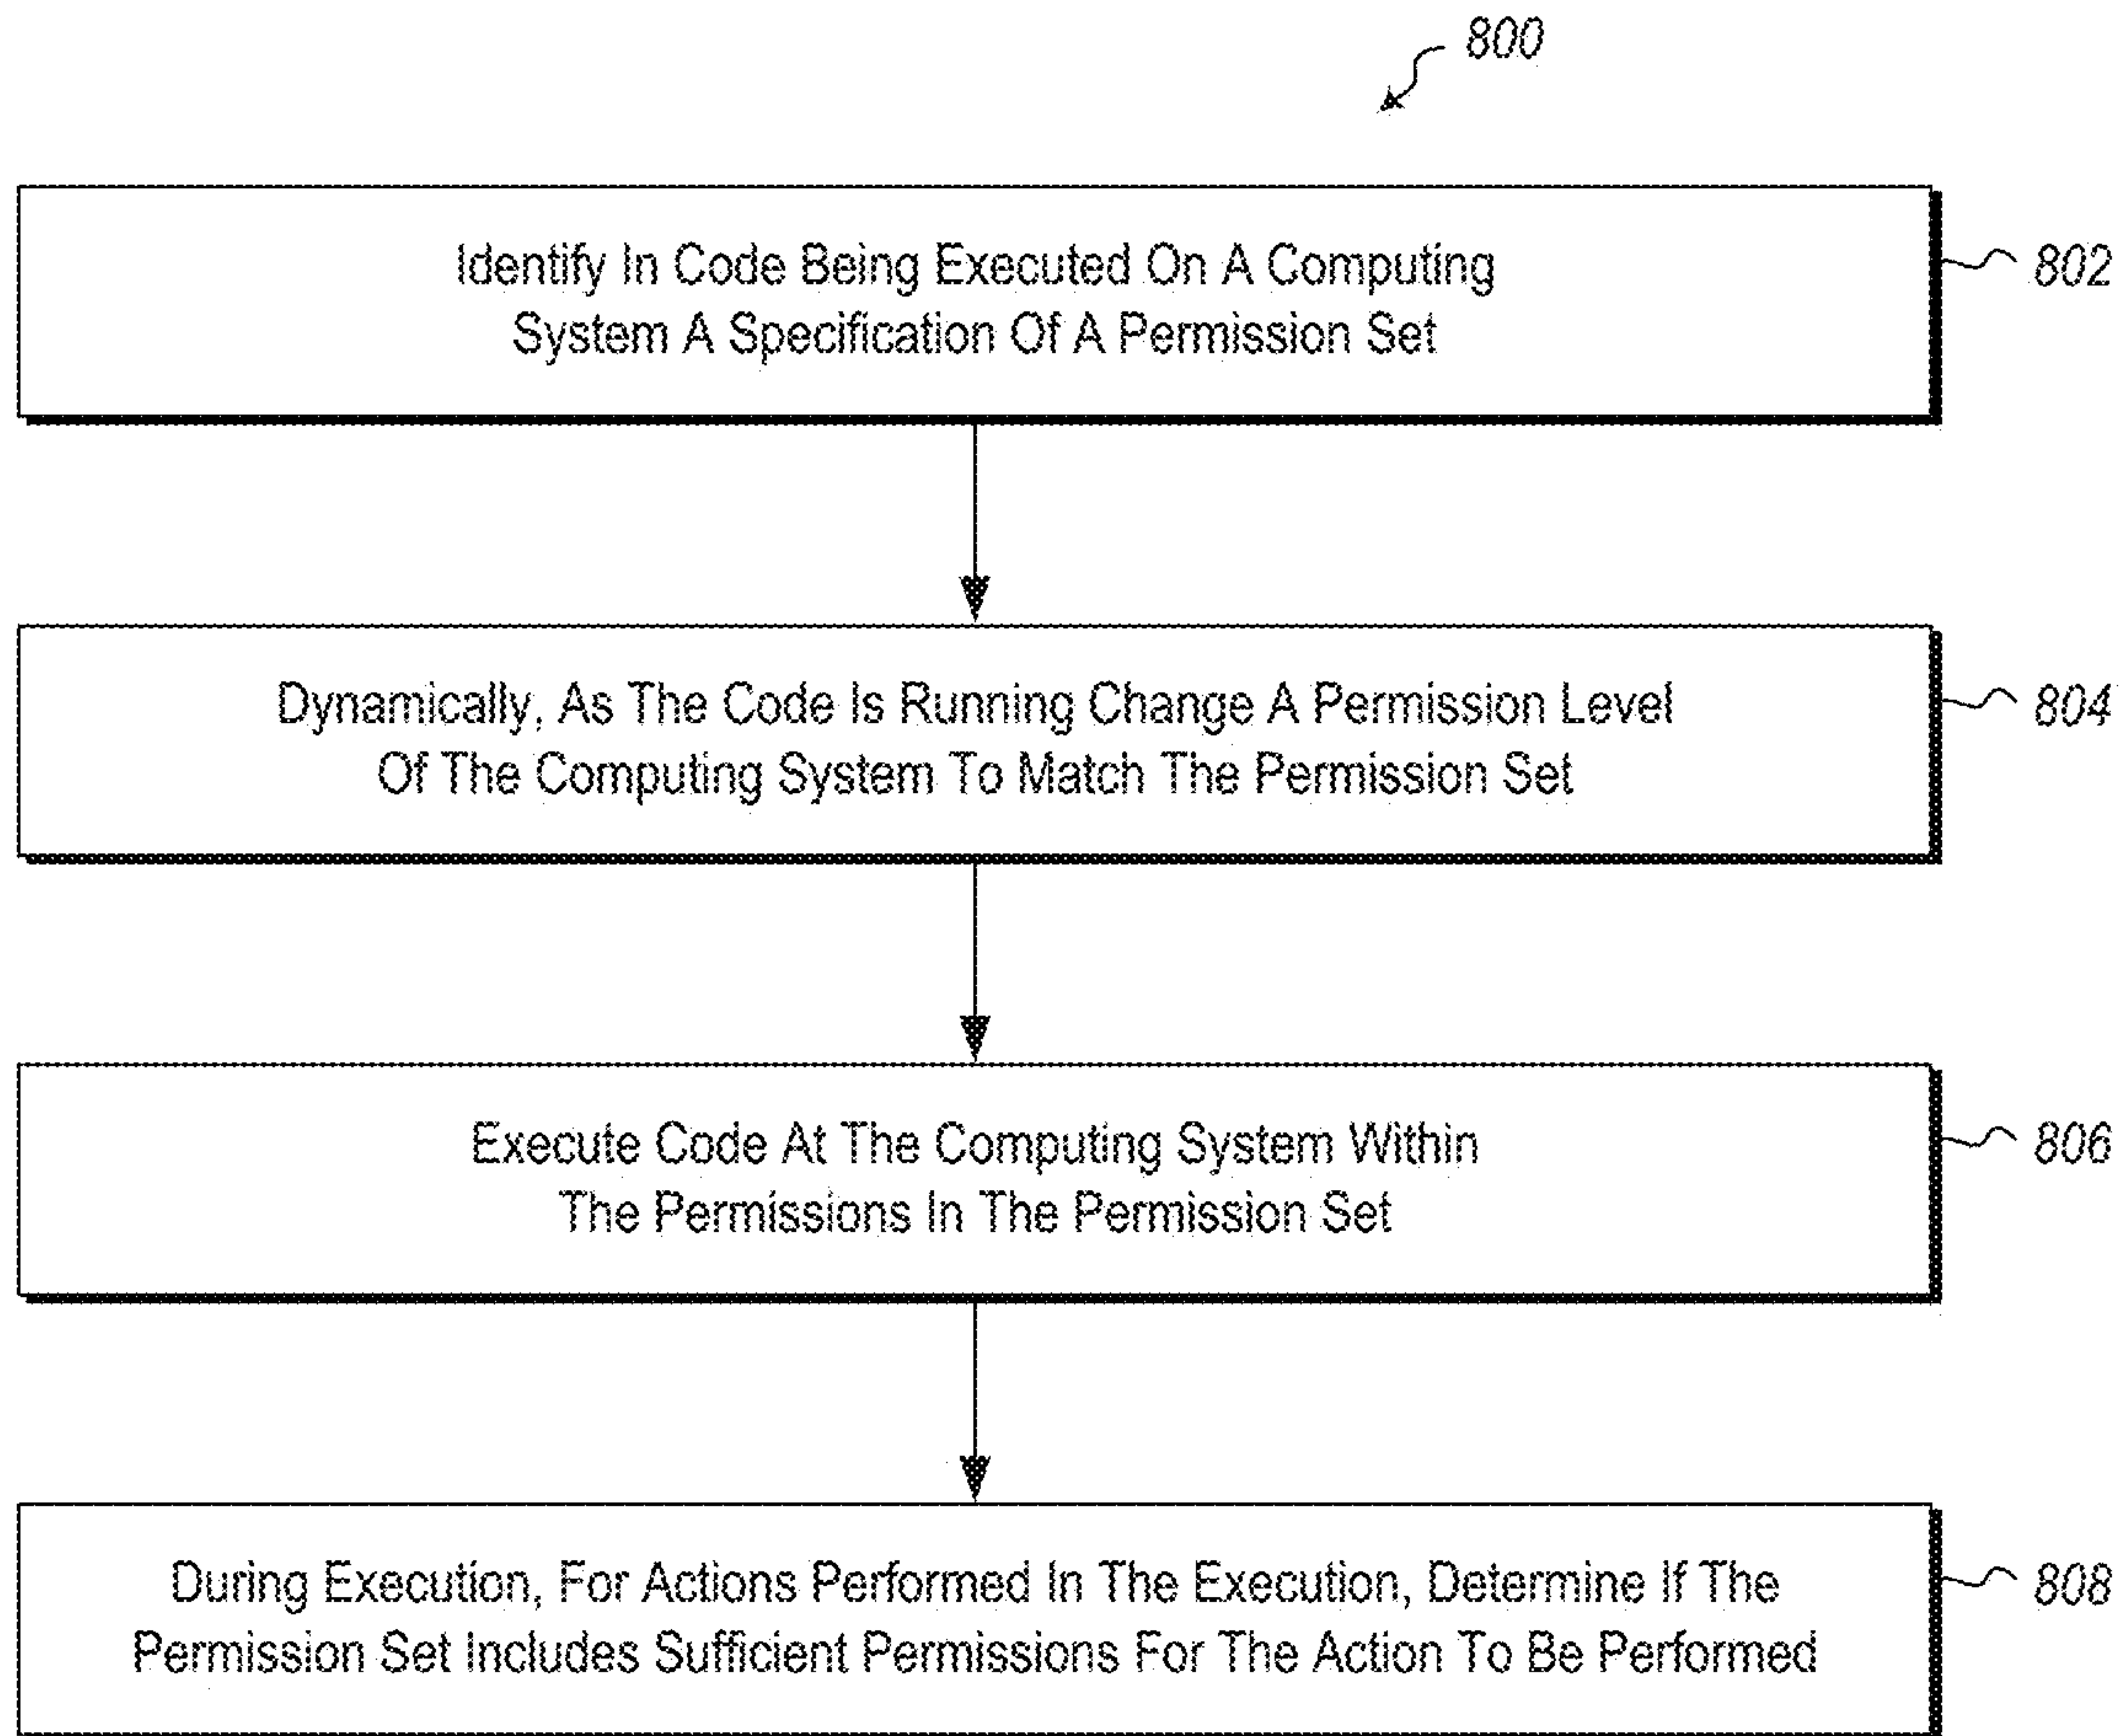 800
Identify In Code Being Executed On A Computing
System A Specification Of A Permission Set
802
Dynamically, As The Code Is Running Change A Permission Level
Of The Computing System To Match The Permission Set
804
Execute Code At The Computing System Within
The Permissions In The Permission Set
806
During Execution, For Actions Performed In The Execution, Determine If The
Permission Set Includes Sufficient Permissions For The Action To Be Performed
808